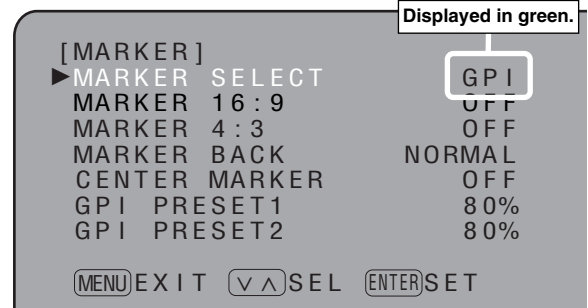 Displayed in green.
[MARKER]
▶MARKER SELECT GPI
MARKER 16:9 OFF
MARKER 4:3 OFF
MARKER BACK NORMAL
CENTER MARKER OFF
GPI PRESET1 80%
GPI PRESET2 80%
MENU EXIT ∨∧ SEL ENTER SET